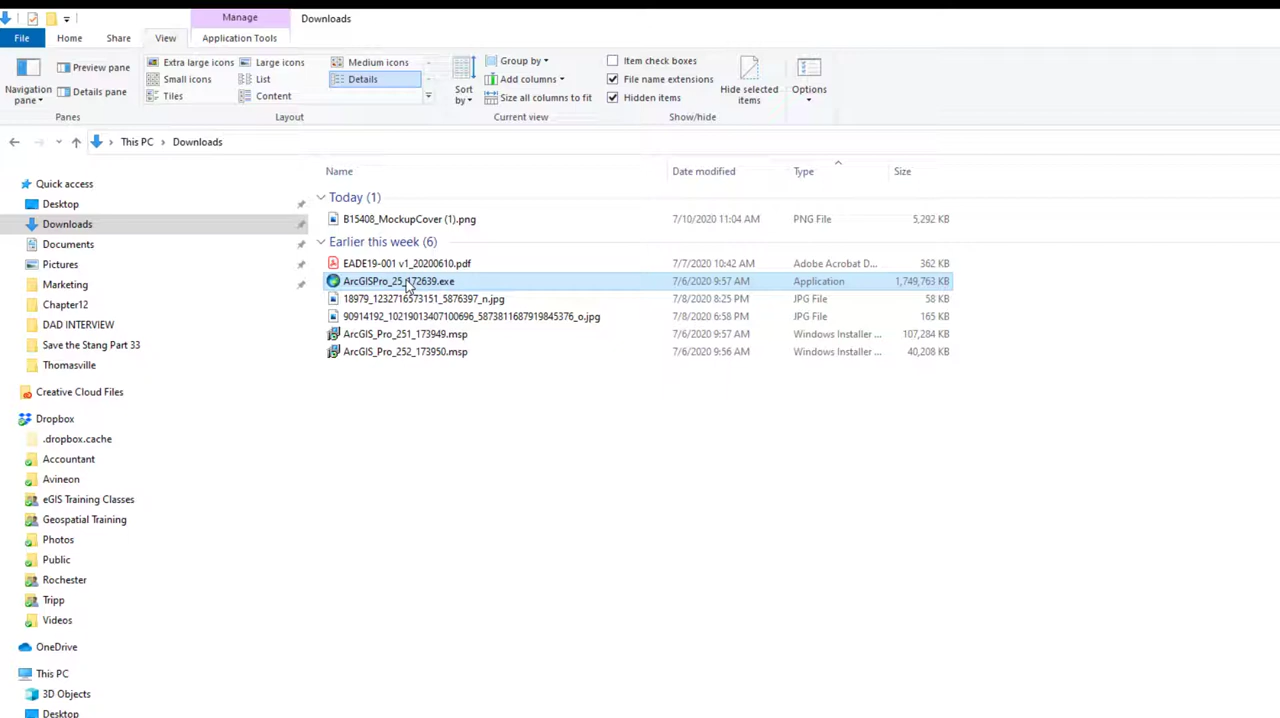 Manage
Downloads
File
Home
Share
View
Application Tools
Navigation pane
Preview pane
Details pane
Panes
Extra large icons
Large icons
Medium icons
Small icons
List
Details
Tiles
Content
Layout
Sort by
Group by
Add columns
Size all columns to fit
Current view
Item check boxes
File name extensions
Hidden items
Hide selected items
Show/hide
Options
This PC > Downloads
Name
Date modified
Type
Size
Today (1)
B15408_MockupCover (1).png 7/10/2020 11:04 AM PNG File 5,292 KB
Earlier this week (6)
EADE19-001 v1_20200610.pdf 7/7/2020 10:42 AM Adobe Acrobat D... 362 KB
ArcGISPro_25_172639.exe 7/6/2020 9:57 AM Application 1,749,763 KB
18979_1232716573151_5876397_n.jpg 7/8/2020 8:25 PM JPG File 58 KB
90914192_10219013407100696_5873811687919845376_o.jpg 7/8/2020 6:58 PM JPG File 165 KB
ArcGIS_Pro_251_173949.msp 7/6/2020 9:57 AM Windows Installer ... 107,284 KB
ArcGIS_Pro_252_173950.msp 7/6/2020 9:56 AM Windows Installer ... 40,208 KB
Quick access
Desktop
Downloads
Documents
Pictures
Marketing
Chapter12
DAD INTERVIEW
Save the Stang Part 33
Thomasville
Creative Cloud Files
Dropbox
.dropbox.cache
Accountant
Avineon
eGIS Training Classes
Geospatial Training
Photos
Public
Rochester
Tripp
Videos
OneDrive
This PC
3D Objects
Desktop